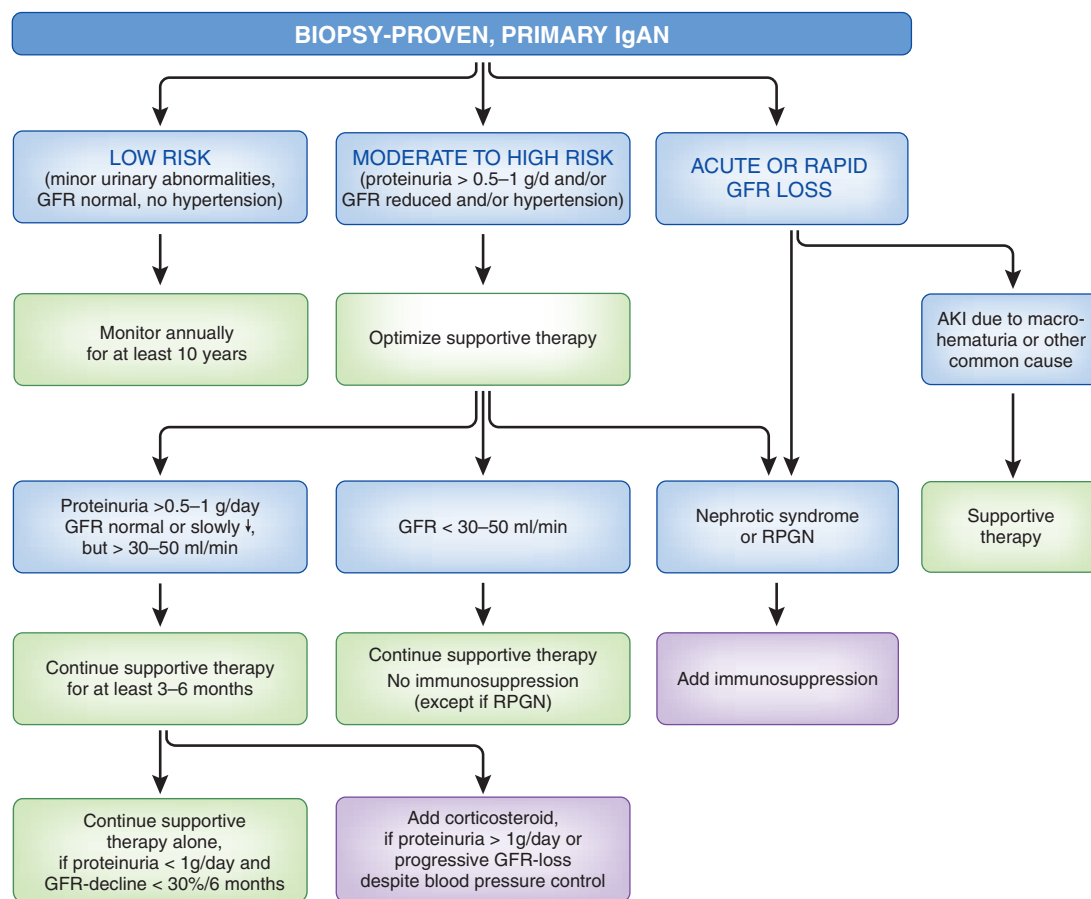 BIOPSY-PROVEN, PRIMARY IgAN
LOW RISK
(minor urinary abnormalities,
GFR normal, no hypertension)
MODERATE TO HIGH RISK
(proteinuria > 0.5–1 g/d and/or
GFR reduced and/or hypertension)
ACUTE OR RAPID
GFR LOSS
Monitor annually
for at least 10 years
Optimize supportive therapy
AKI due to macro-
hematuria or other
common cause
Proteinuria >0.5–1 g/day
GFR normal or slowly ↓,
but > 30–50 ml/min
GFR < 30–50 ml/min
Nephrotic syndrome
or RPGN
Supportive
therapy
Continue supportive therapy
for at least 3–6 months
Continue supportive therapy
No immunosuppression
(except if RPGN)
Add immunosuppression
Continue supportive
therapy alone,
if proteinuria < 1g/day and
GFR-decline < 30%/6 months
Add corticosteroid,
if proteinuria > 1g/day or
progressive GFR-loss
despite blood pressure control